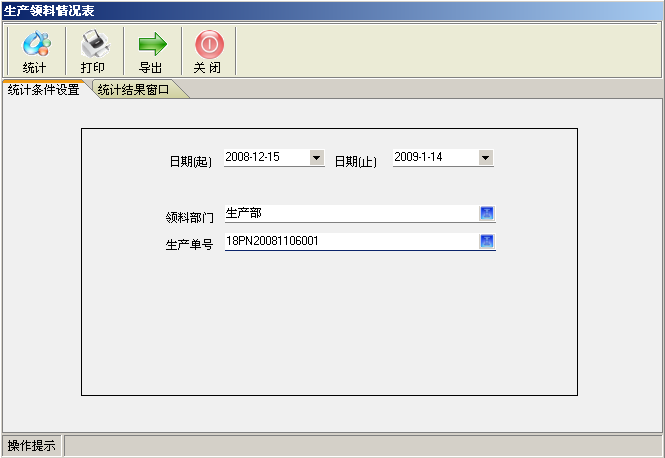 生产领料情况表
统计 打印 导出 关闭
统计条件设置 统计结果窗口
日期(起) 2008-12-15 日期(止) 2009-1-14
领料部门 生产部
生产单号 18PN20081106001
操作提示